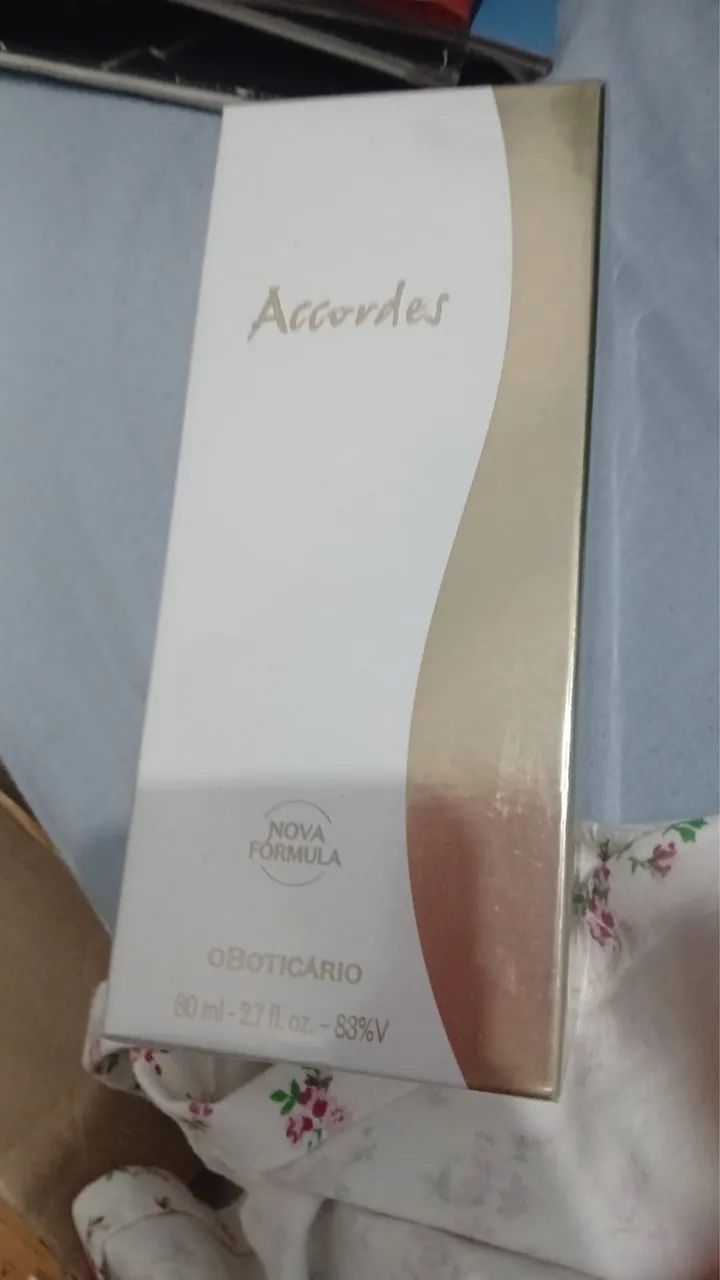 Accordes
NOVA
FÓRMULA
oBOTICÁRIO
80 ml - 2.7 fl. oz. - 83%V